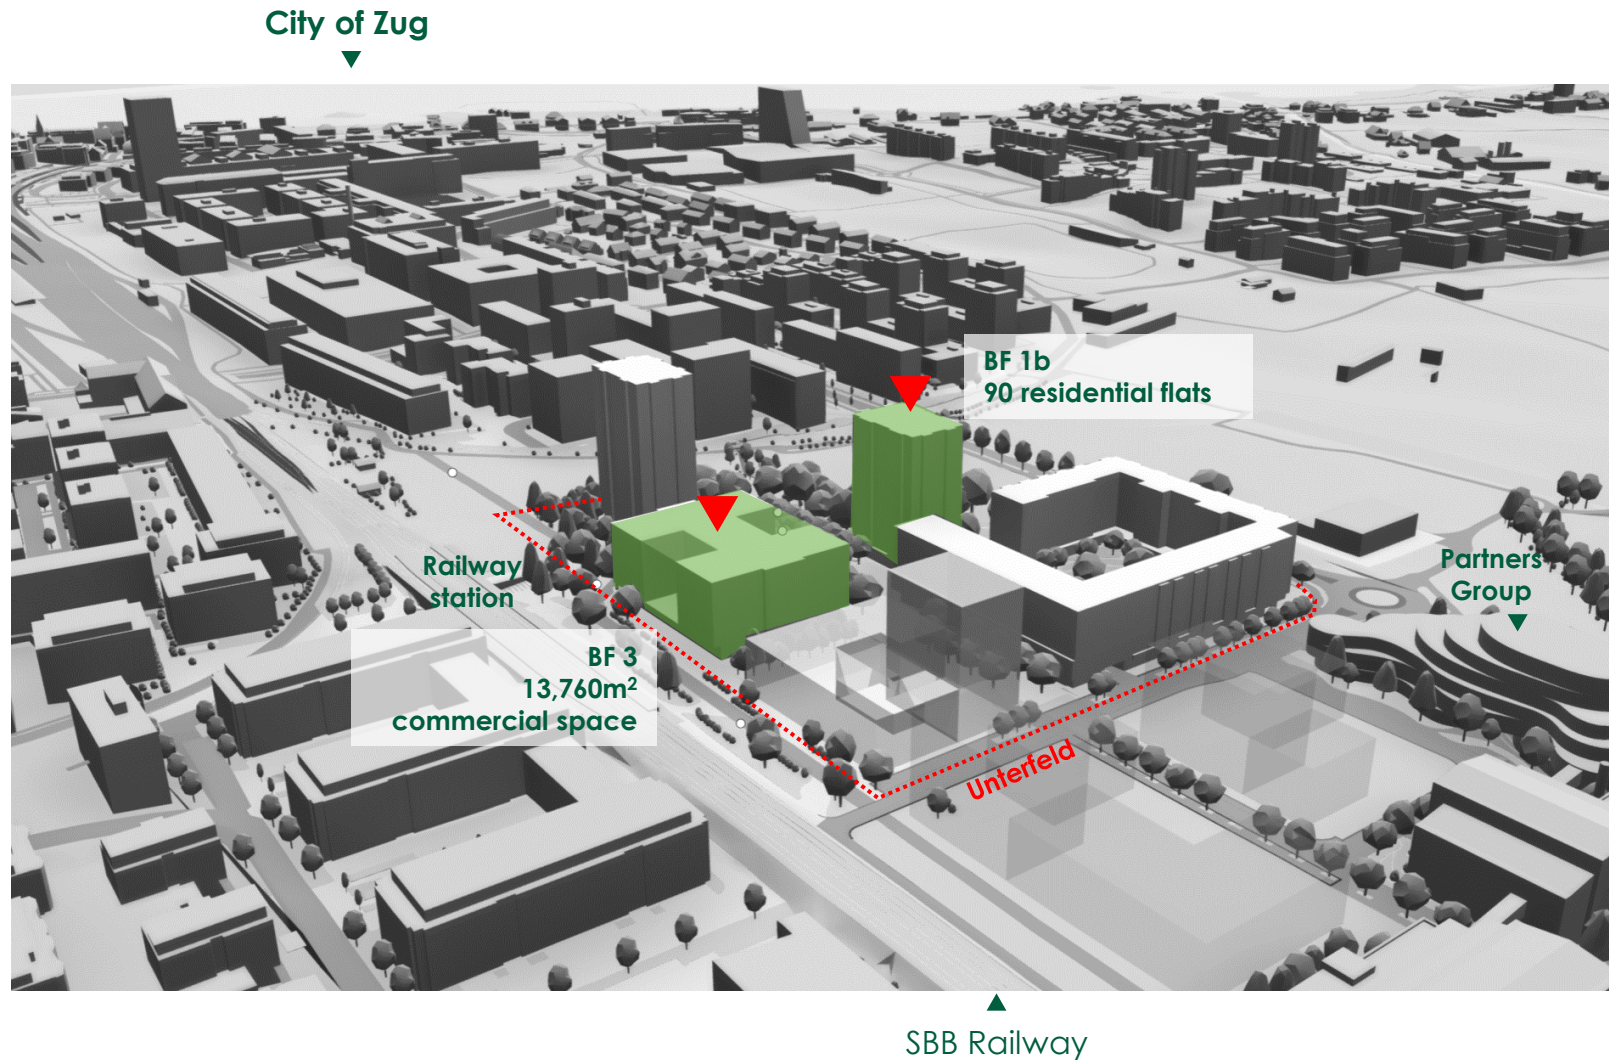 City of Zug
BF 1b
90 residential flats
Partners
Group
Railway
station
BF 3
13,760m²
commercial space
Unterfeld
SBB Railway